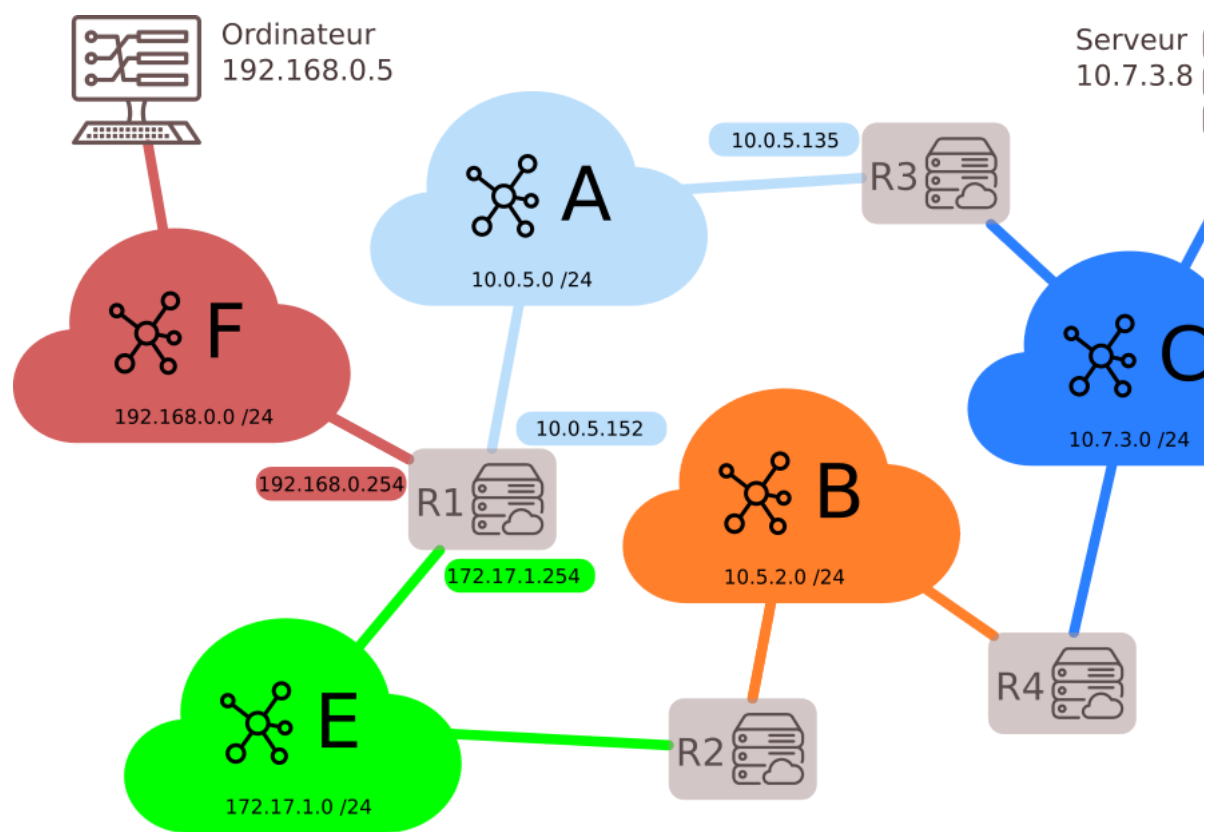 Ordinateur
192.168.0.5
Serveur
10.7.3.8
10.0.5.135
R3
A
10.0.5.0 /24
F
192.168.0.0 /24
C
10.7.3.0 /24
10.0.5.152
192.168.0.254
R1
B
10.5.2.0 /24
172.17.1.254
E
172.17.1.0 /24
R2
R4